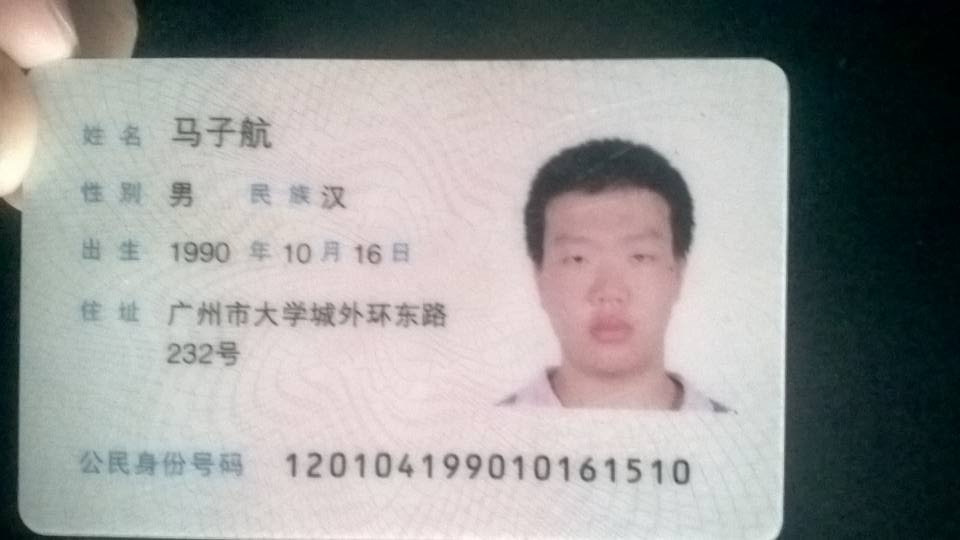 姓名 马子航
性别 男 民族 汉
出生 1990 年 10 月 16 日
住址 广州市大学城外环东路
232号
公民身份号码 120104199010161510